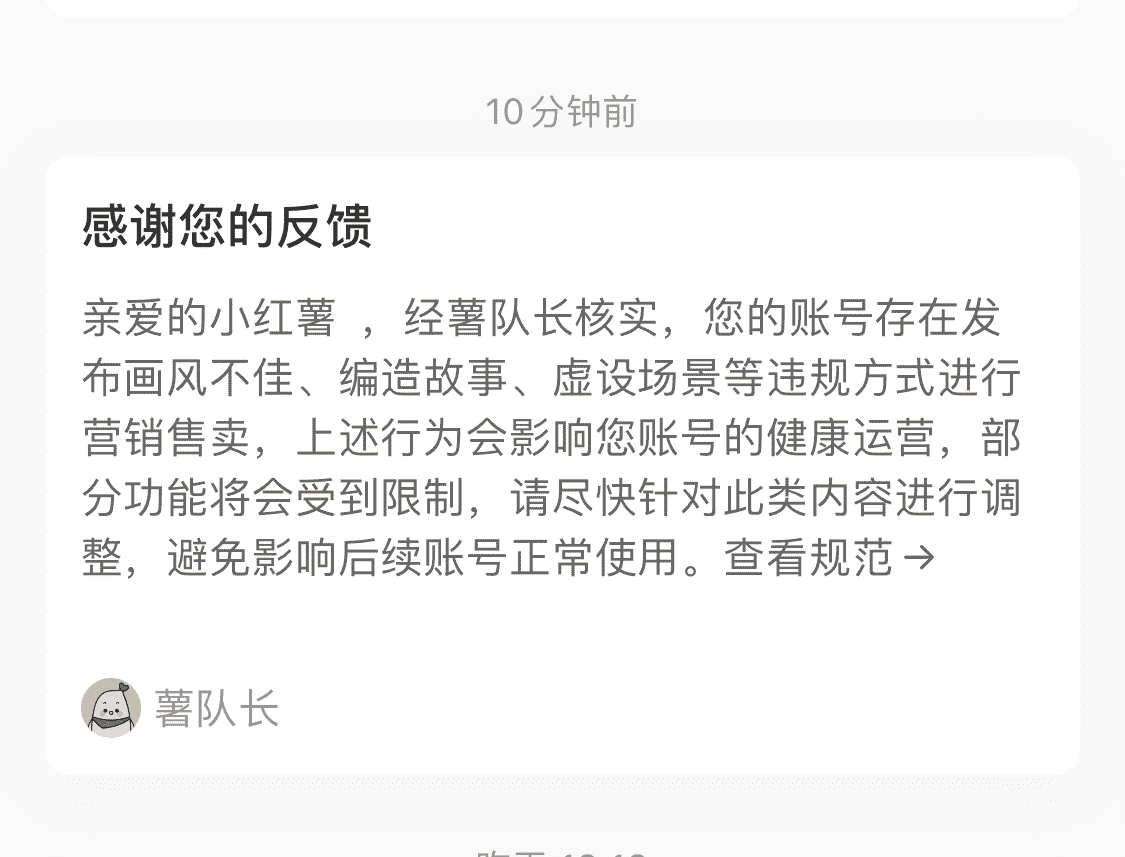 10分钟前
感谢您的反馈
亲爱的小红薯 ，经薯队长核实，您的账号存在发
布画风不佳、编造故事、虚设场景等违规方式进行
营销售卖，上述行为会影响您账号的健康运营，部
分功能将会受到限制，请尽快针对此类内容进行调
整，避免影响后续账号正常使用。查看规范→
薯队长